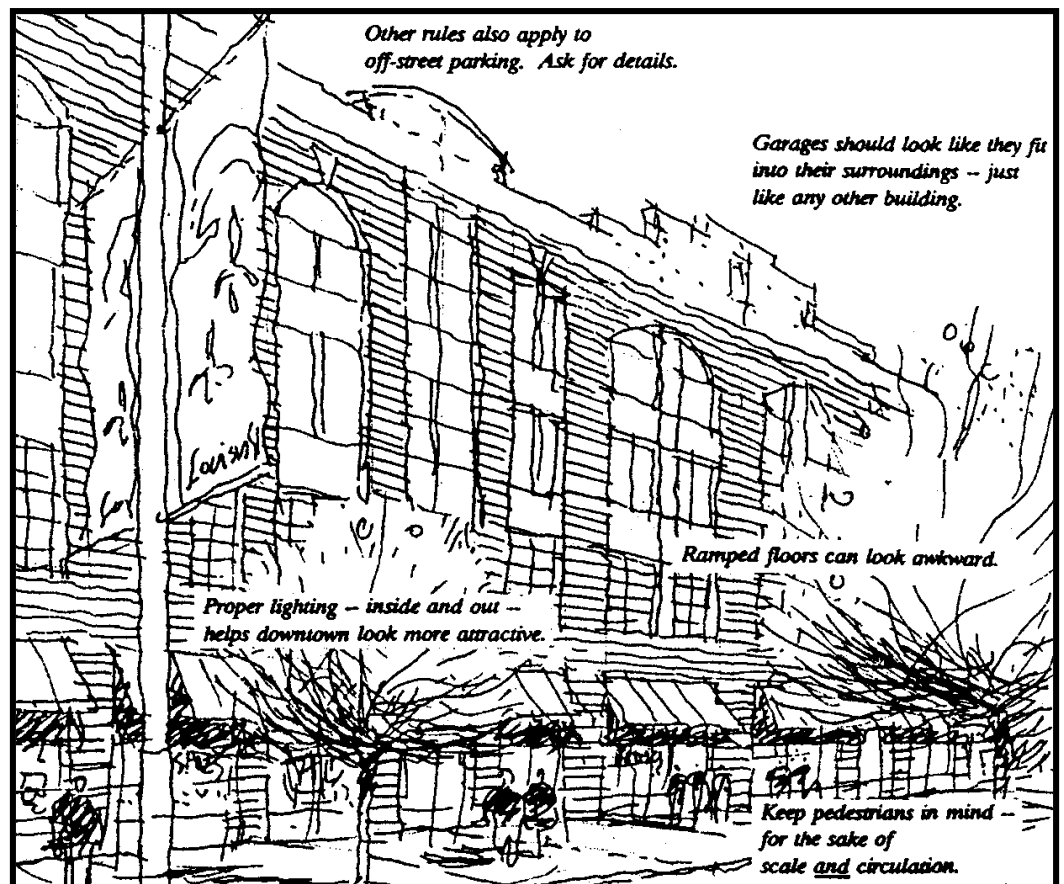 Other rules also apply to
off-street parking. Ask for details.
Garages should look like they fit
into their surroundings -- just
like any other building.
Ramped floors can look awkward.
Proper lighting -- inside and out --
helps downtown look more attractive.
Keep pedestrians in mind --
for the sake of
scale and circulation.